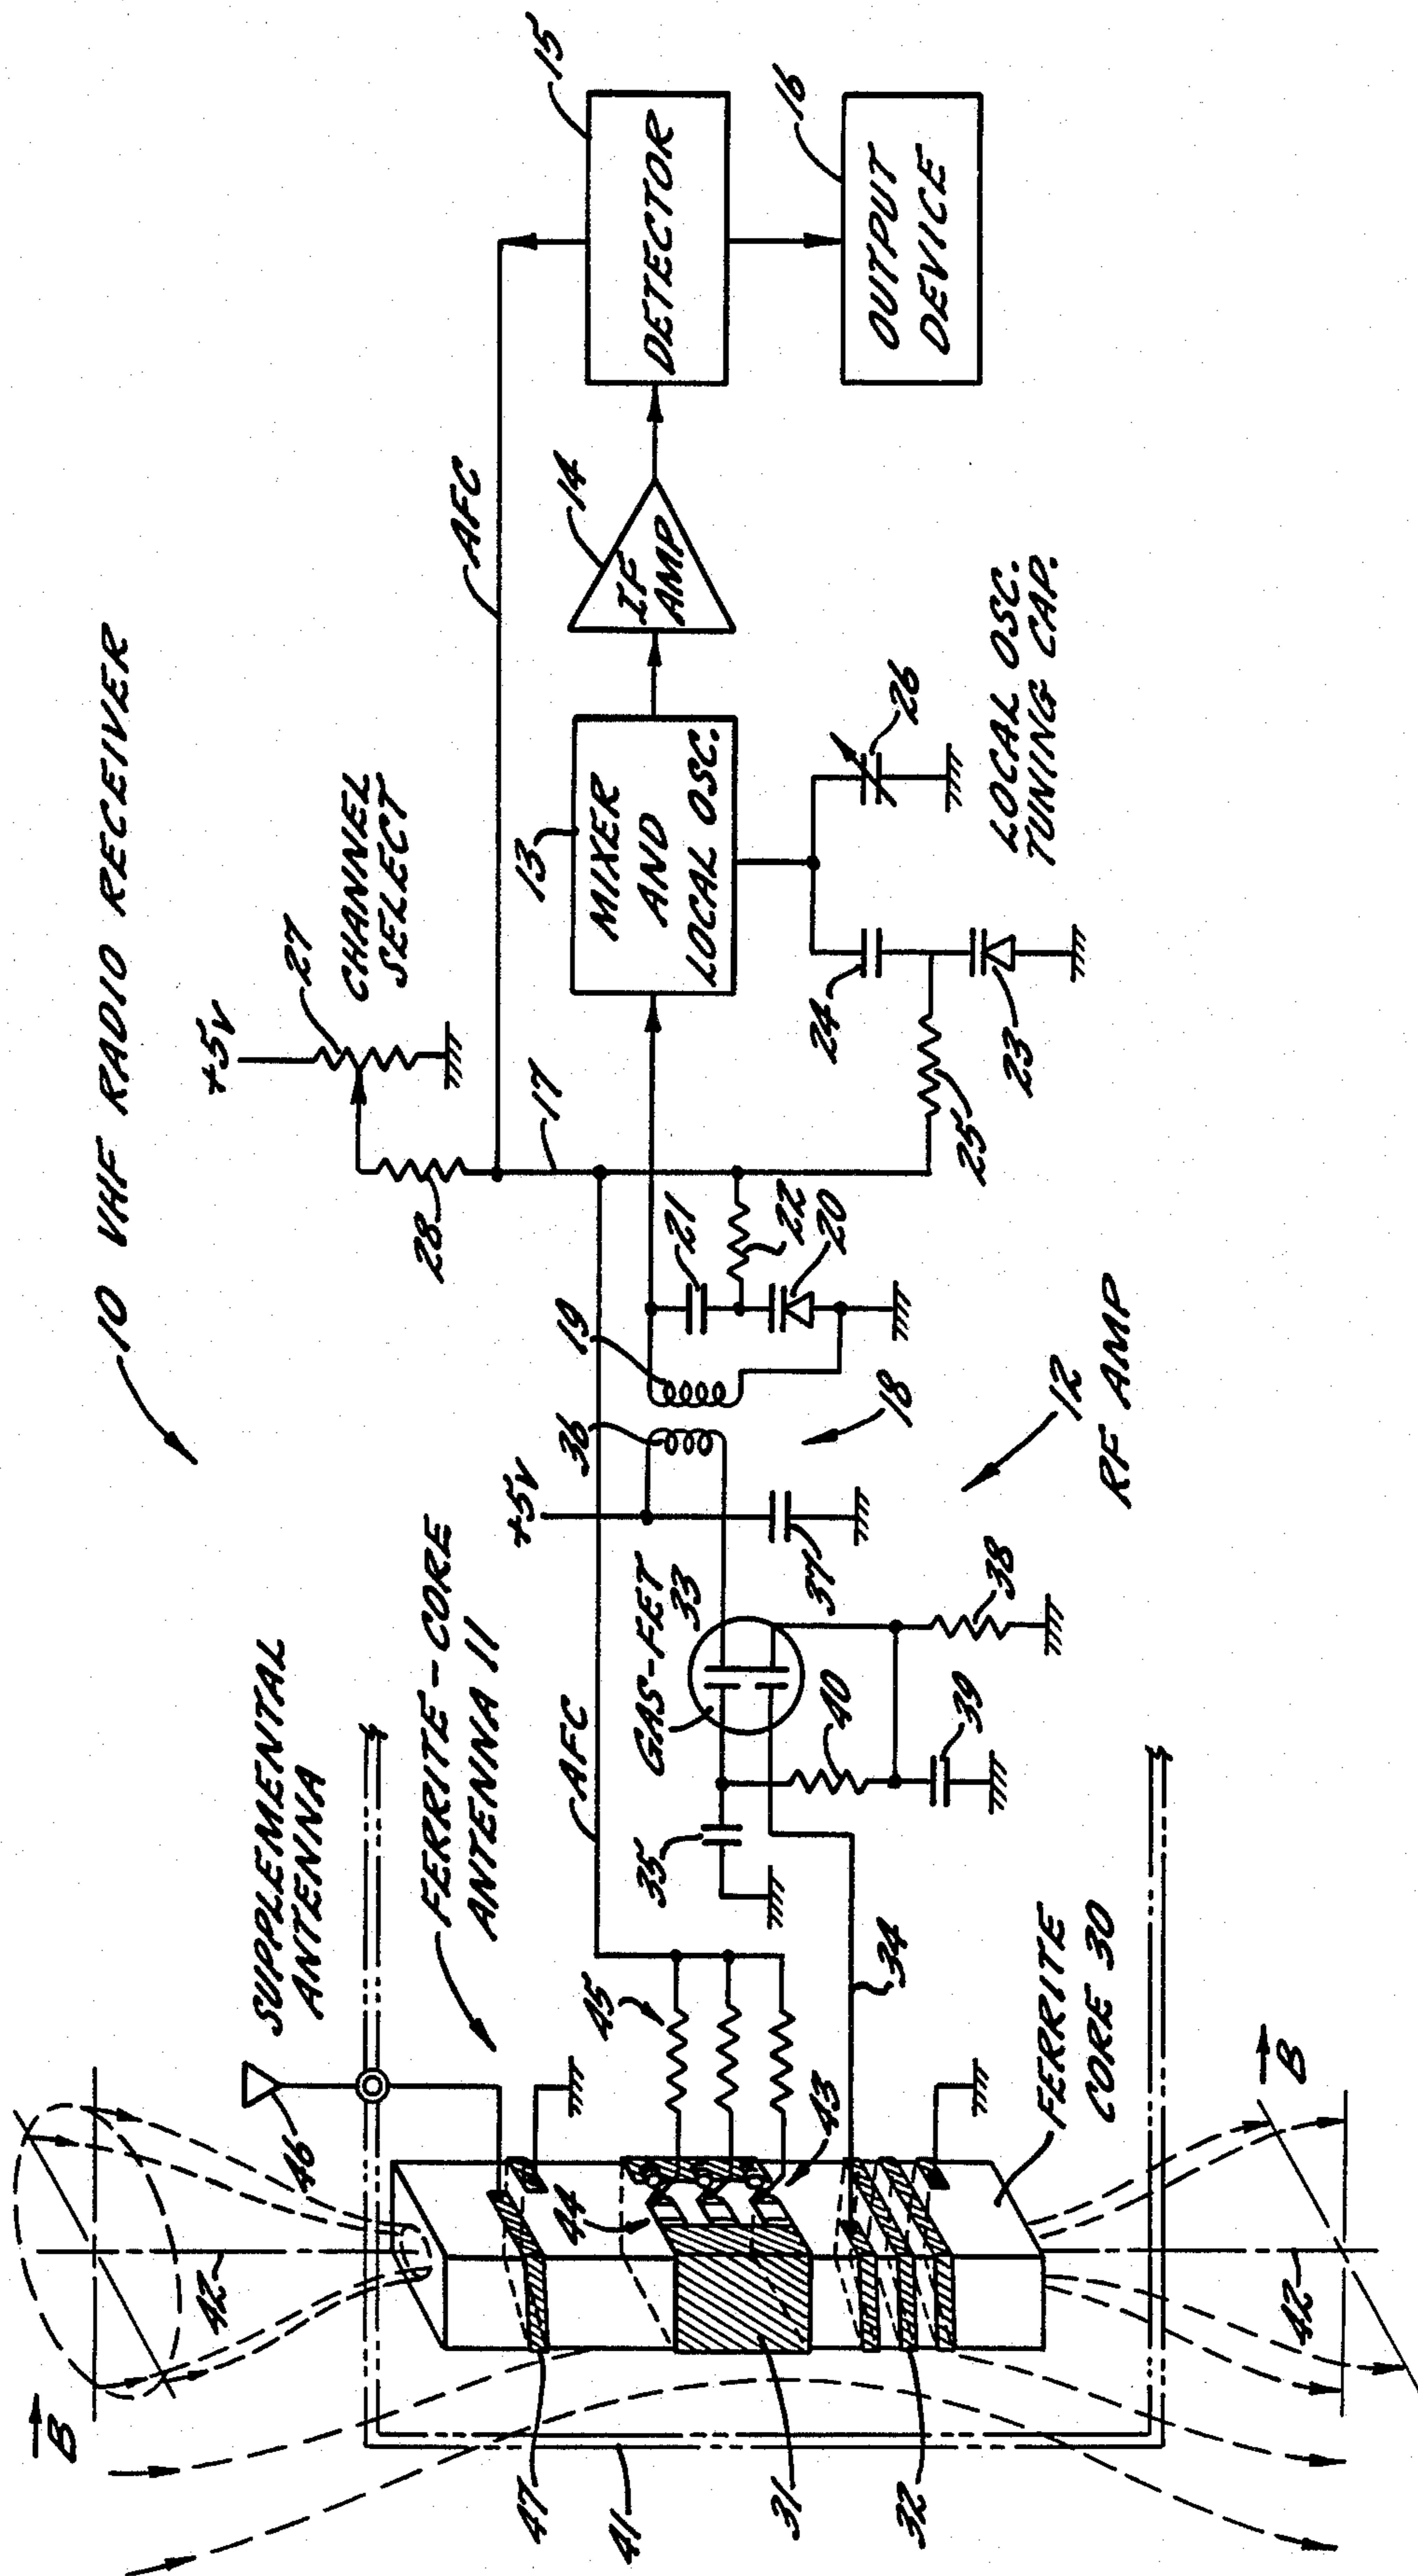 10 VHF RADIO RECEIVER
SUPPLEMENTAL
ANTENNA
46
42
B
47
41
31
32
44
43
45
FERRITE-CORE
ANTENNA 11
AFC
GAS-FET
33
34
35
40
39
38
37
36
+5V
19
18
12
RF AMP
21
22
20
17
28
27
+5V
CHANNEL
SELECT
13
MIXER
AND
LOCAL OSC.
24
25
23
26
LOCAL OSC.
TUNING CAP.
14
IF
AMP
AFC
15
DETECTOR
16
OUTPUT
DEVICE
FERRITE
CORE 30
B
42